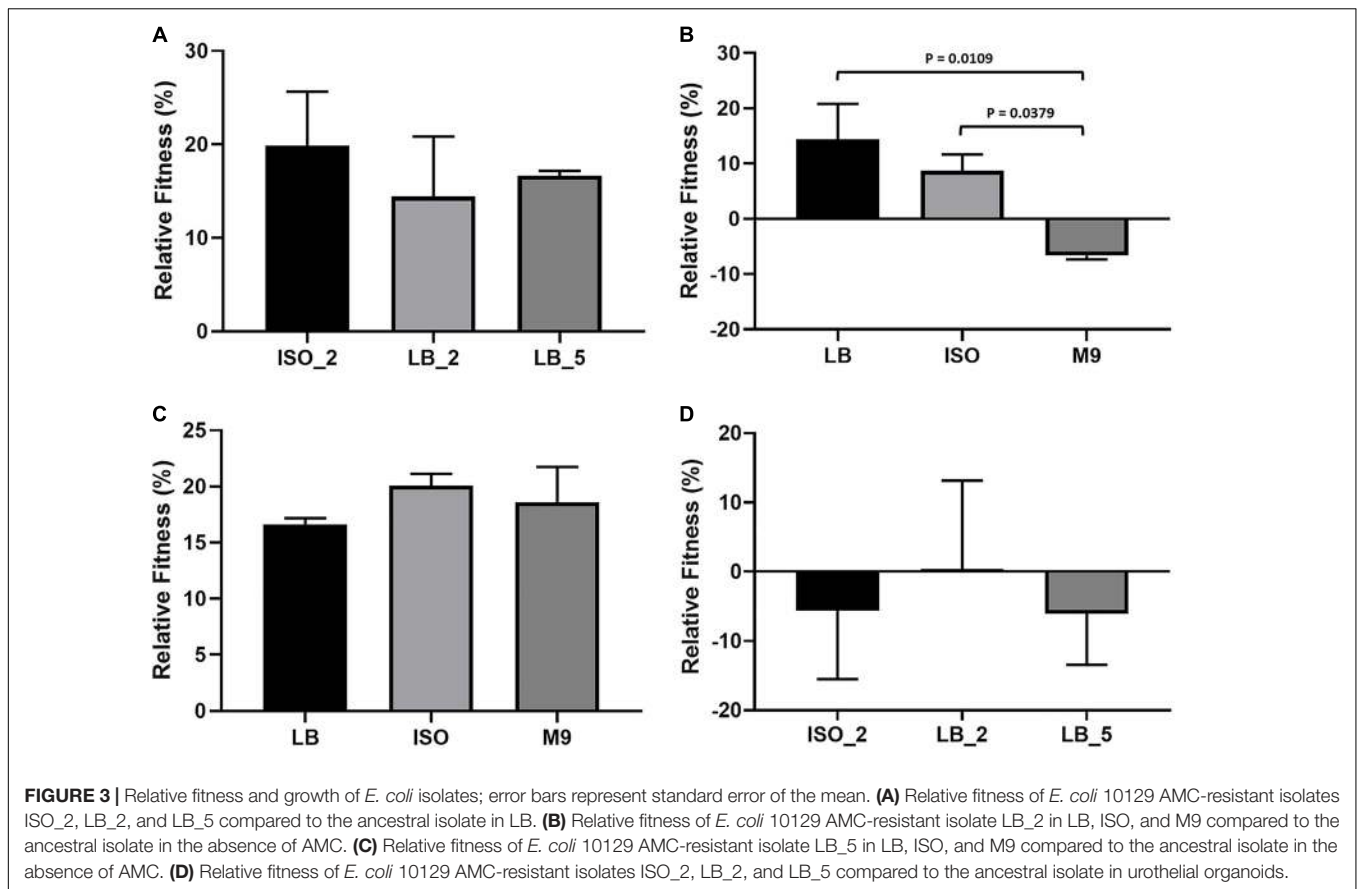 A
Relative Fitness (%)
30
20
10
0
ISO_2 LB_2 LB_5
B
Relative Fitness (%)
30
20
10
0
-10
-20
P = 0.0109
P = 0.0379
LB ISO M9
C
Relative Fitness (%)
25
20
15
10
5
0
LB ISO M9
D
Relative Fitness (%)
20
10
0
-10
-20
ISO_2 LB_2 LB_5
FIGURE 3 | Relative fitness and growth of E. coli isolates; error bars represent standard error of the mean. (A) Relative fitness of E. coli 10129 AMC-resistant isolates
ISO_2, LB_2, and LB_5 compared to the ancestral isolate in LB. (B) Relative fitness of E. coli 10129 AMC-resistant isolate LB_2 in LB, ISO, and M9 compared to the
ancestral isolate in the absence of AMC. (C) Relative fitness of E. coli 10129 AMC-resistant isolate LB_5 in LB, ISO, and M9 compared to the ancestral isolate in the
absence of AMC. (D) Relative fitness of E. coli 10129 AMC-resistant isolates ISO_2, LB_2, and LB_5 compared to the ancestral isolate in urothelial organoids.